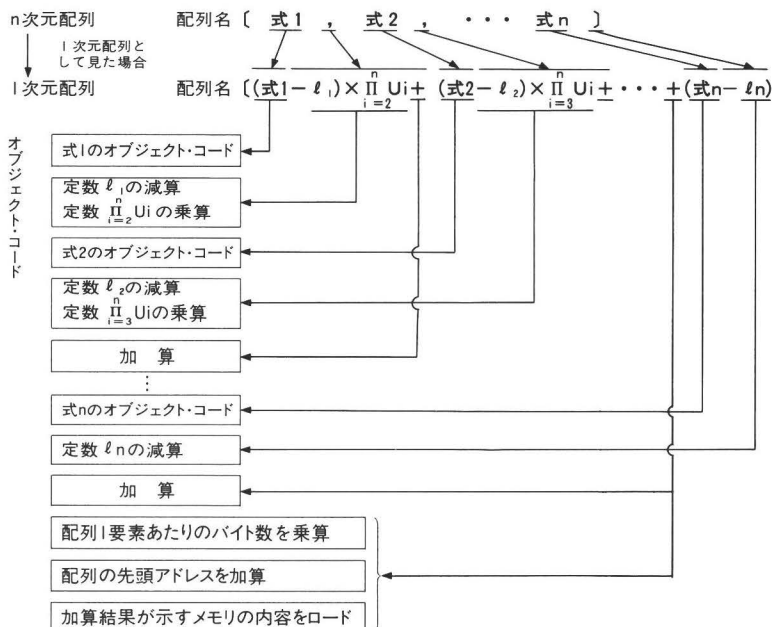 n次元配列 配列名 〔 式1 , 式2 , ・・・ 式n 〕
1次元配列と
して見た場合
1次元配列 配列名 〔(式1−ℓ₁)×Π Ui+ (式2−ℓ₂)×Π Ui+・・・+(式n−ℓn)
n
i=2
n
i=3
オブジェクト・コード
式1のオブジェクト・コード
定数 ℓ₁の減算
定数 Π Ui の乗算
n
i=2
式2のオブジェクト・コード
定数 ℓ₂の減算
定数 Π Uiの乗算
n
i=3
加 算
⋮
式nのオブジェクト・コード
定数 ℓnの減算
加 算
配列1要素あたりのバイト数を乗算
配列の先頭アドレスを加算
加算結果が示すメモリの内容をロード